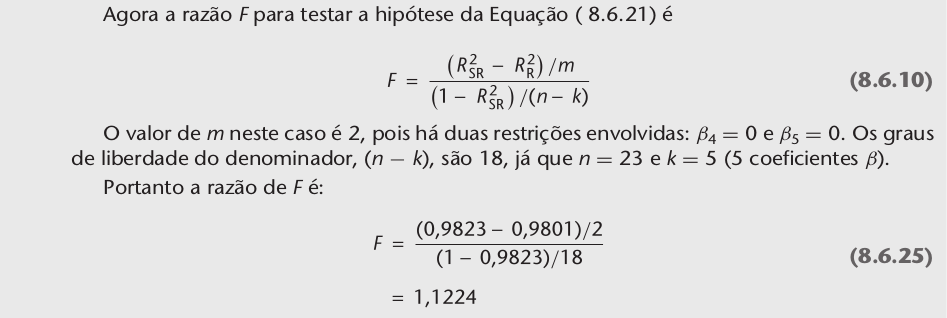 Agora a razão F para testar a hipótese da Equação ( 8.6.21) é
F = (R²_SR − R²_R) /m / (1 − R²_SR) /(n − k) (8.6.10)
O valor de m neste caso é 2, pois há duas restrições envolvidas: β₄ = 0 e β₅ = 0. Os graus
de liberdade do denominador, (n − k), são 18, já que n = 23 e k = 5 (5 coeficientes β).
Portanto a razão de F é:
F = (0,9823 − 0,9801)/2 / (1 − 0,9823)/18 (8.6.25)
= 1,1224